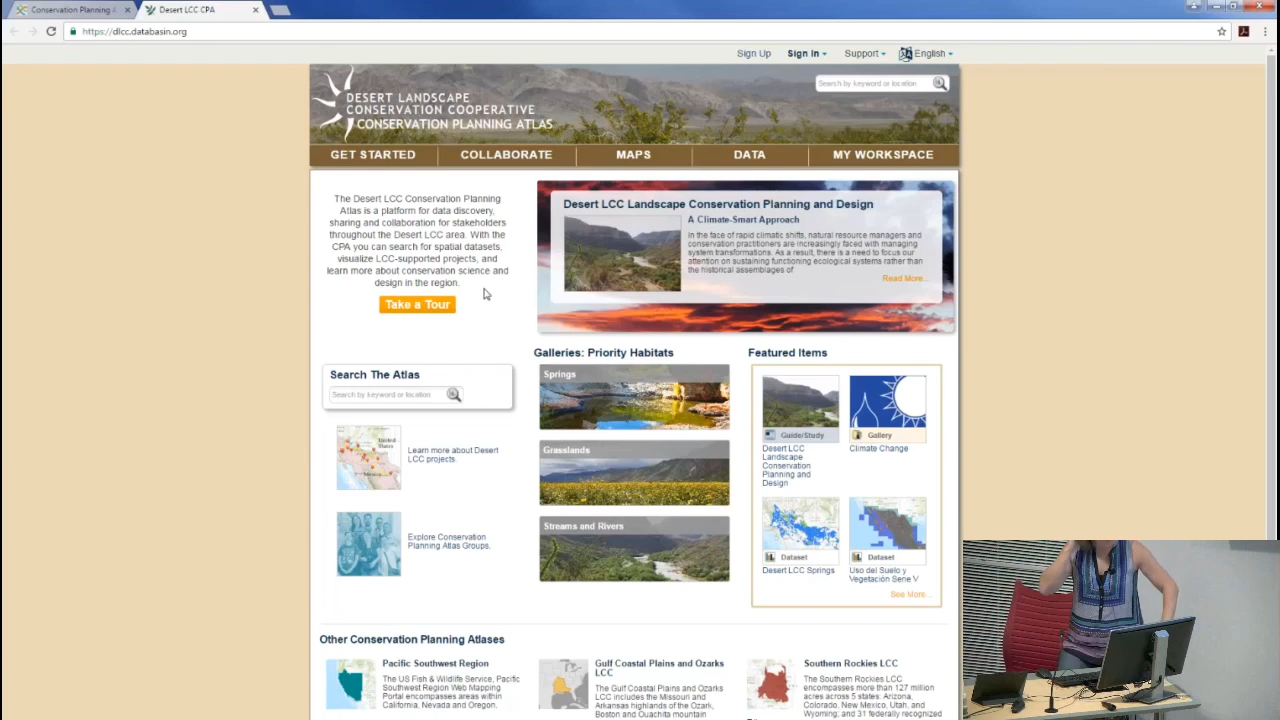 Conservation Planning A
Desert LCC CPA
https://dlcc.databasin.org
Sign Up
Sign In
Support
English
DESERT LANDSCAPE
CONSERVATION COOPERATIVE
CONSERVATION PLANNING ATLAS
Search by keyword or location
GET STARTED
COLLABORATE
MAPS
DATA
MY WORKSPACE
The Desert LCC Conservation Planning
Atlas is a platform for data discovery,
sharing and collaboration for stakeholders
throughout the Desert LCC area. With the
CPA you can search for spatial datasets,
visualize LCC-supported projects, and
learn more about conservation science and
design in the region.
Take a Tour
Desert LCC Landscape Conservation Planning and Design
A Climate-Smart Approach
In the face of rapid climatic shifts, natural resource managers and
conservation practitioners are increasingly faced with managing
system transformations. As a result, there is a need to focus our
attention on sustaining functioning ecological systems rather than
the historical assemblages of
Read More...
Search The Atlas
Search by keyword or location
United
States
Mexico
Learn more about Desert
LCC projects.
Explore Conservation
Planning Atlas Groups.
Galleries: Priority Habitats
Springs
Grasslands
Streams and Rivers
Featured Items
Guide/Study
Desert LCC
Landscape
Conservation
Planning and
Design
Gallery
Climate Change
Dataset
Desert LCC Springs
Dataset
Uso del Suelo y
Vegetación Serie V
See More...
Other Conservation Planning Atlases
Pacific Southwest Region
The US Fish & Wildlife Service, Pacific
Southwest Region Web Mapping
Portal encompasses areas within
California, Nevada and Oregon.
Gulf Coastal Plains and Ozarks
LCC
The Gulf Coastal Plains and Ozarks
LCC includes the Missouri and
Arkansas highlands of the Ozark,
Boston and Ouachita mountain
Southern Rockies LCC
The Southern Rockies LCC
encompasses more than 127 million
acres across 5 states: Arizona,
Colorado, New Mexico, Utah, and
Wyoming; and 31 federally recognized